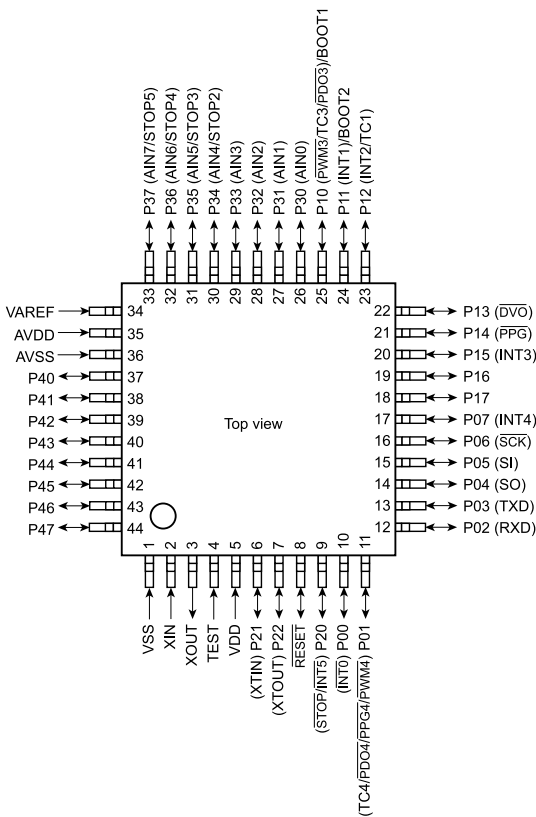 P37 (AIN7/STOP5)
P36 (AIN6/STOP4)
P35 (AIN5/STOP3)
P34 (AIN4/STOP2)
P33 (AIN3)
P32 (AIN2)
P31 (AIN1)
P30 (AIN0)
P10 (PWM3/TC3/PDO3)/BOOT1
P11 (INT1)/BOOT2
P12 (INT2/TC1)
33
32
31
30
29
28
27
26
25
24
23
VAREF 34
AVDD 35
AVSS 36
P40 37
P41 38
P42 39
P43 40
P44 41
P45 42
P46 43
P47 44
Top view
22 P13 (DVO)
21 P14 (PPG)
20 P15 (INT3)
19 P16
18 P17
17 P07 (INT4)
16 P06 (SCK)
15 P05 (SI)
14 P04 (SO)
13 P03 (TXD)
12 P02 (RXD)
1
2
3
4
5
6
7
8
9
10
11
VSS
XIN
XOUT
TEST
VDD
(XTIN) P21
(XTOUT) P22
RESET
(STOP/INT5) P20
(INT0) P00
(TC4/PDO4/PPG4/PWM4) P01